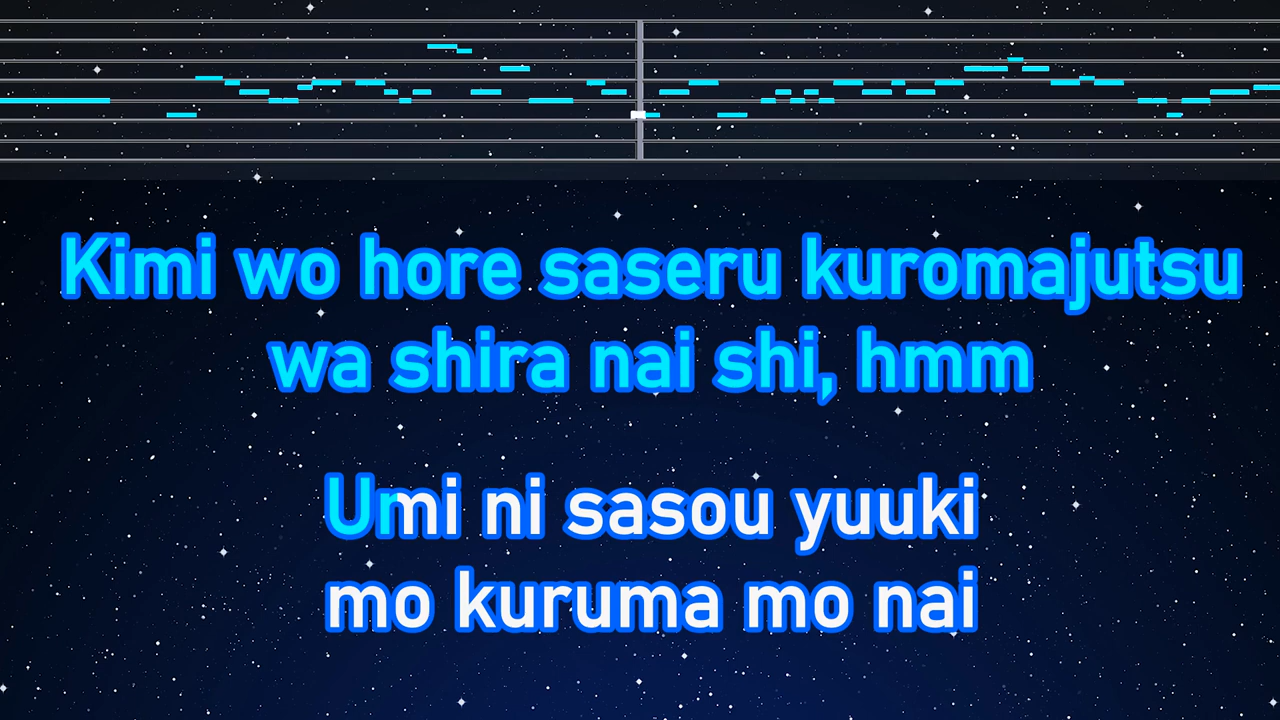 Kimi wo hore saseru kuromajutsu
wa shira nai shi, hmm
Umi ni sasou yuuki
mo kuruma mo nai